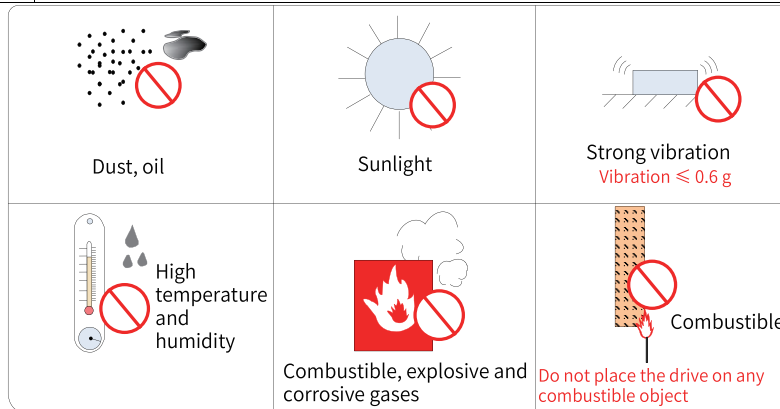 Dust, oil
Sunlight
Strong vibration
Vibration ≤ 0.6 g
High
temperature
and
humidity
Combustible, explosive and
corrosive gases
Combustible
Do not place the drive on any
combustible object